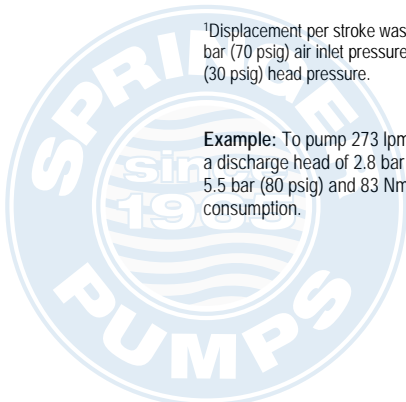 ¹Displacement per stroke was
bar (70 psig) air inlet pressure
(30 psig) head pressure.
Example: To pump 273 lpm
a discharge head of 2.8 bar
5.5 bar (80 psig) and 83 Nm
consumption.
SPRINGER
since
1965
PUMPS